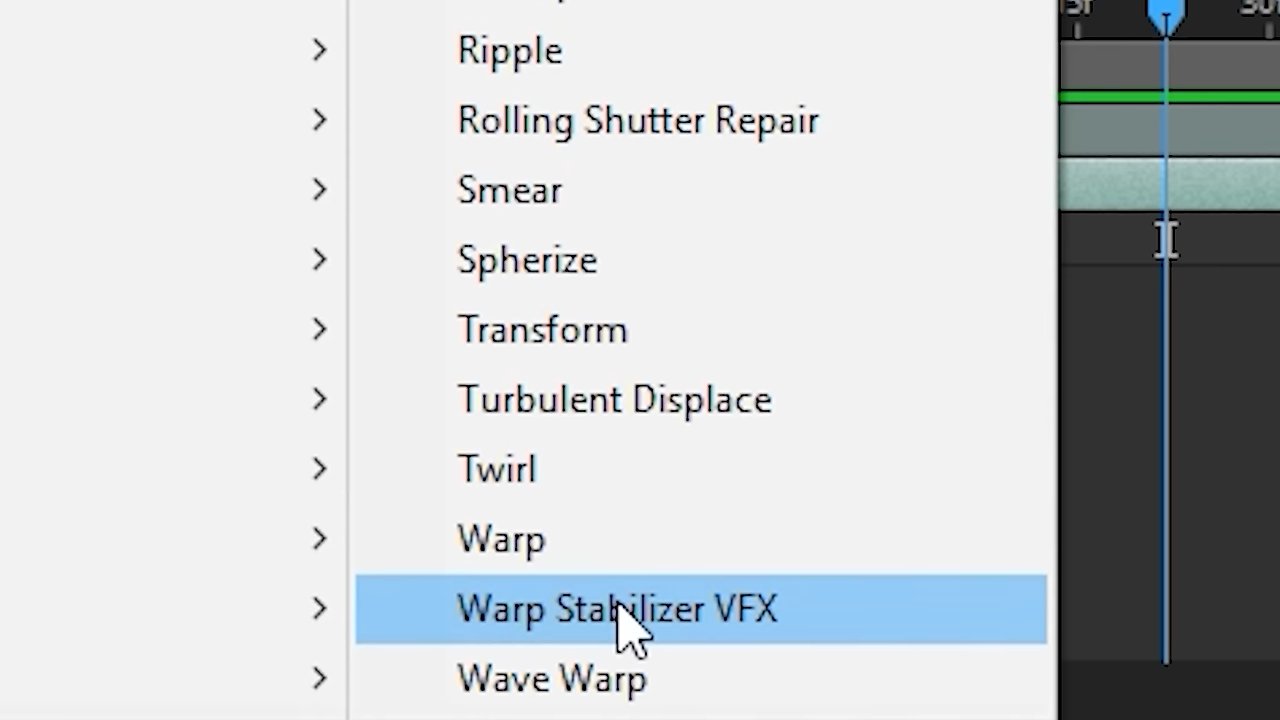 Ripple
Rolling Shutter Repair
Smear
Spherize
Transform
Turbulent Displace
Twirl
Warp
Warp Stabilizer VFX
Wave Warp